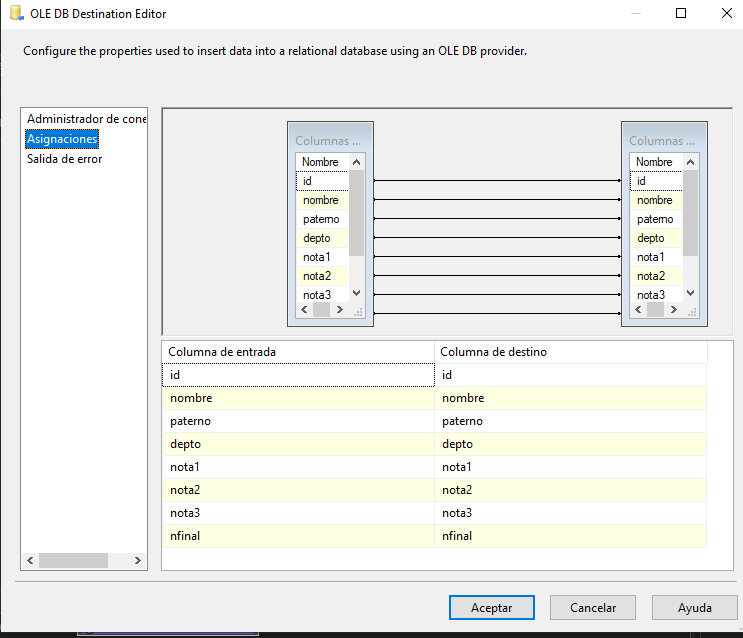 OLE DB Destination Editor
Configure the properties used to insert data into a relational database using an OLE DB provider.
Administrador de cone
Asignaciones
Salida de error
Columnas ...
Nombre
id
nombre
paterno
depto
nota1
nota2
nota3
Columnas ...
Nombre
id
nombre
paterno
depto
nota1
nota2
nota3
Columna de entrada Columna de destino
id id
nombre nombre
paterno paterno
depto depto
nota1 nota1
nota2 nota2
nota3 nota3
nfinal nfinal
Aceptar Cancelar Ayuda